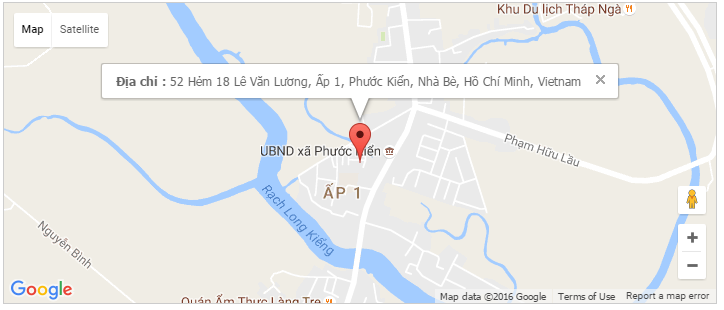 Khu Du lịch Tháp Ngà
Map
Satellite
Địa chỉ : 52 Hẻm 18 Lê Văn Lương, Ấp 1, Phước Kiển, Nhà Bè, Hồ Chí Minh, Vietnam
Phạm Hữu Lầu
UBND xã Phước Kiển
ẤP 1
Rạch Long Kiểng
Nguyễn Bình
Google
Quán Ẩm Thực Làng Tre
Map data ©2016 Google
Terms of Use
Report a map error